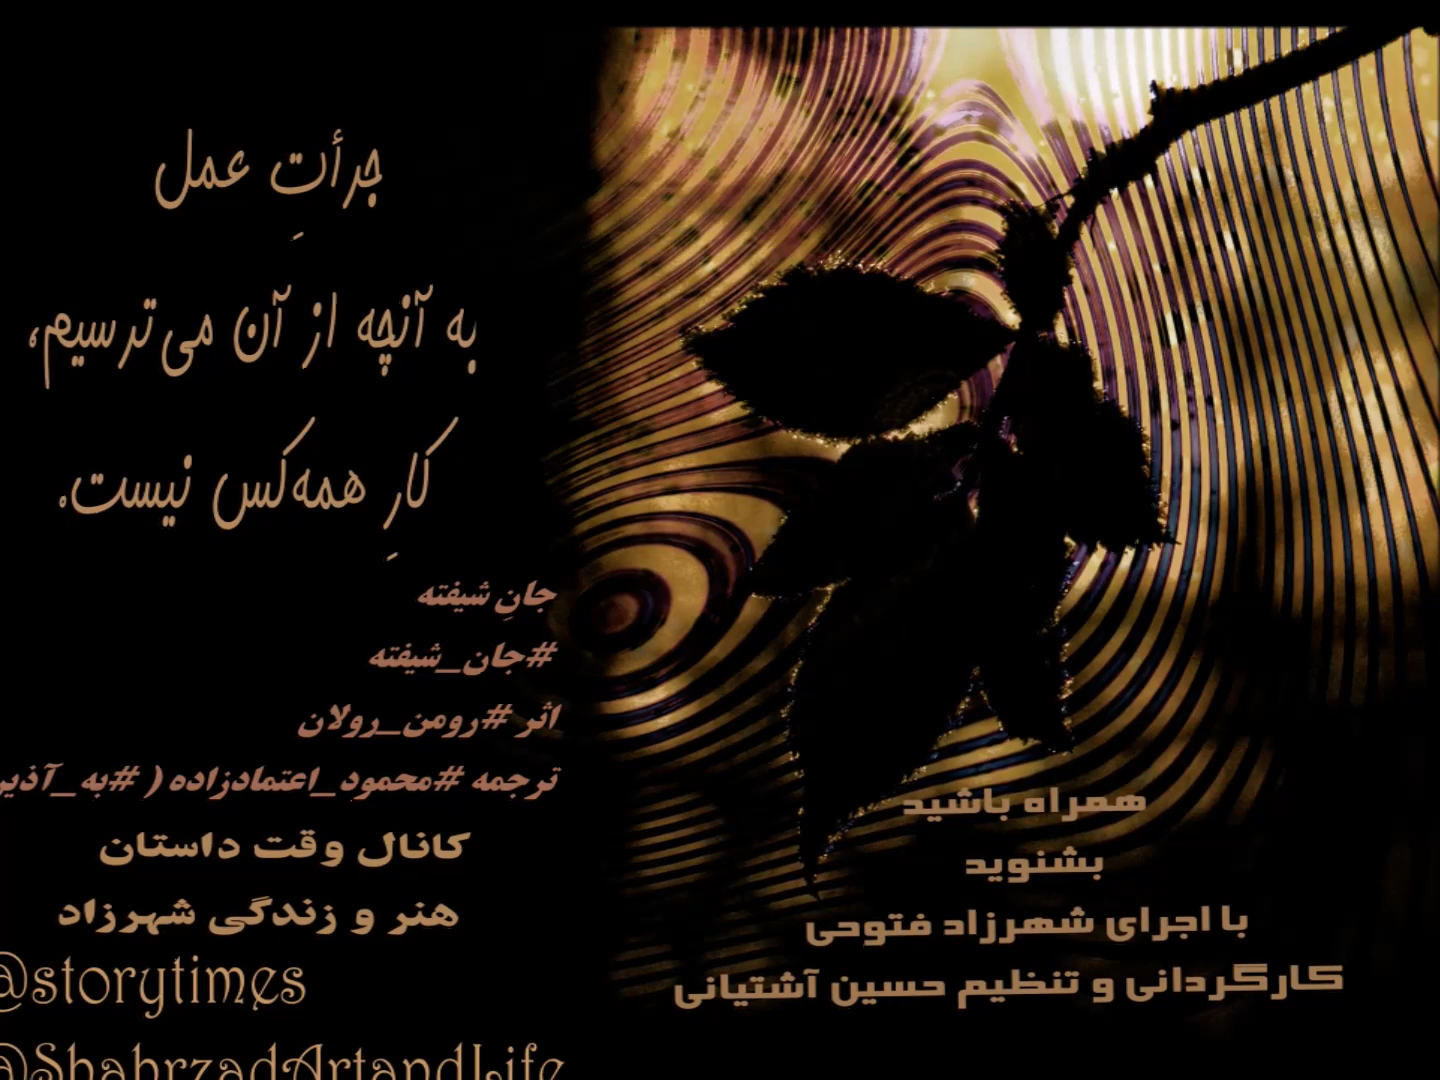 جرأتِ عمل
به آنچه از آن می‌ترسیم،
کارِ همه‌کس نیست.
جانِ شیفته
#جان_شیفته
اثر #رومن_رولان
ترجمه #محمود_اعتمادزاده ( #به_آذین
کانال وقت داستان
هنر و زندگی شهرزاد
@storytimes
@ShahrzadArtandLife
همراه باشید
بشنوید
با اجرای شهرزاد فتوحی
کارگردانی و تنظیم حسین آشتیانی